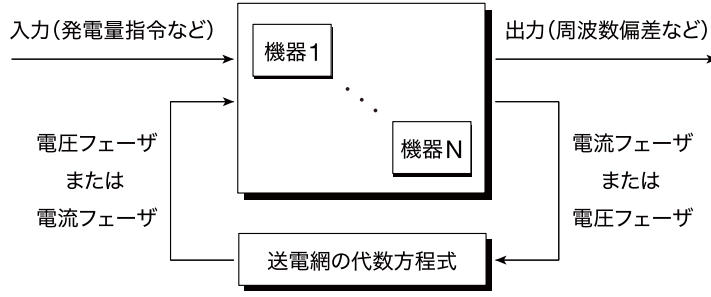 入力（発電量指令など）
機器1
出力（周波数偏差など）
機器N
電圧フェーザ
または
電流フェーザ
電流フェーザ
または
電圧フェーザ
送電網の代数方程式